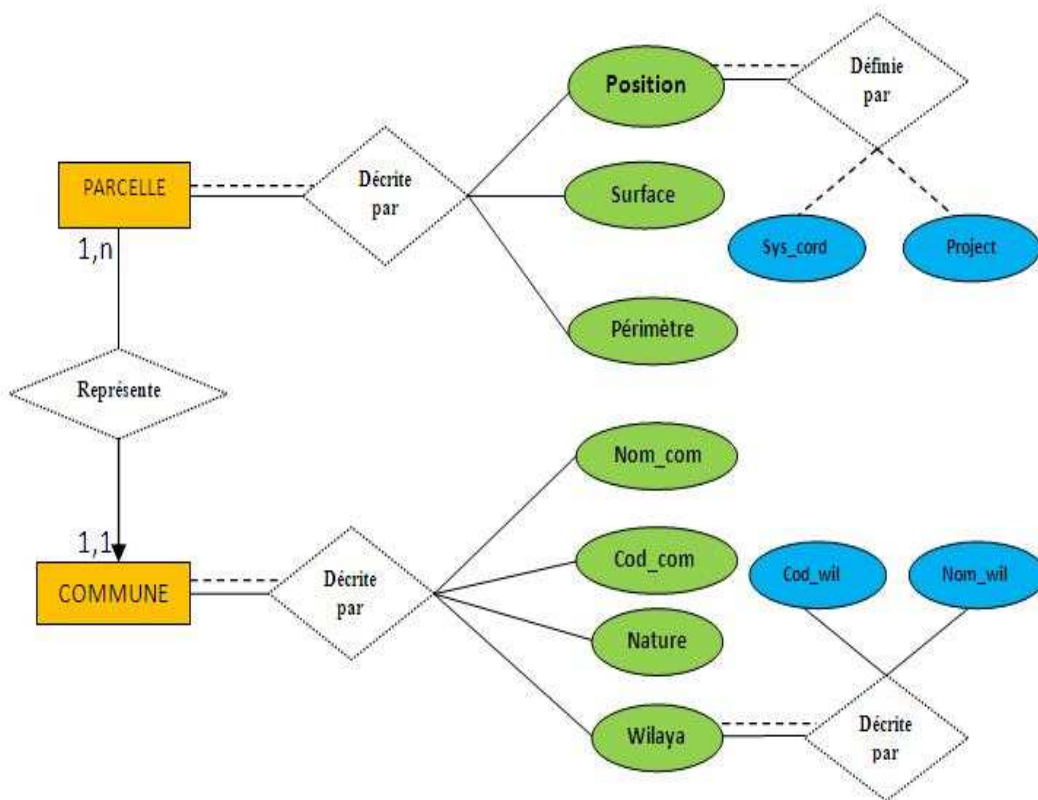 Position
Définie
par
PARCELLE
Décrite
par
Surface
1,n
Sys_cord
Project
Périmètre
Représente
Nom_com
1,1
COMMUNE
Décrite
par
Cod_com
Cod_wil
Nom_wil
Nature
Wilaya
Décrite
par